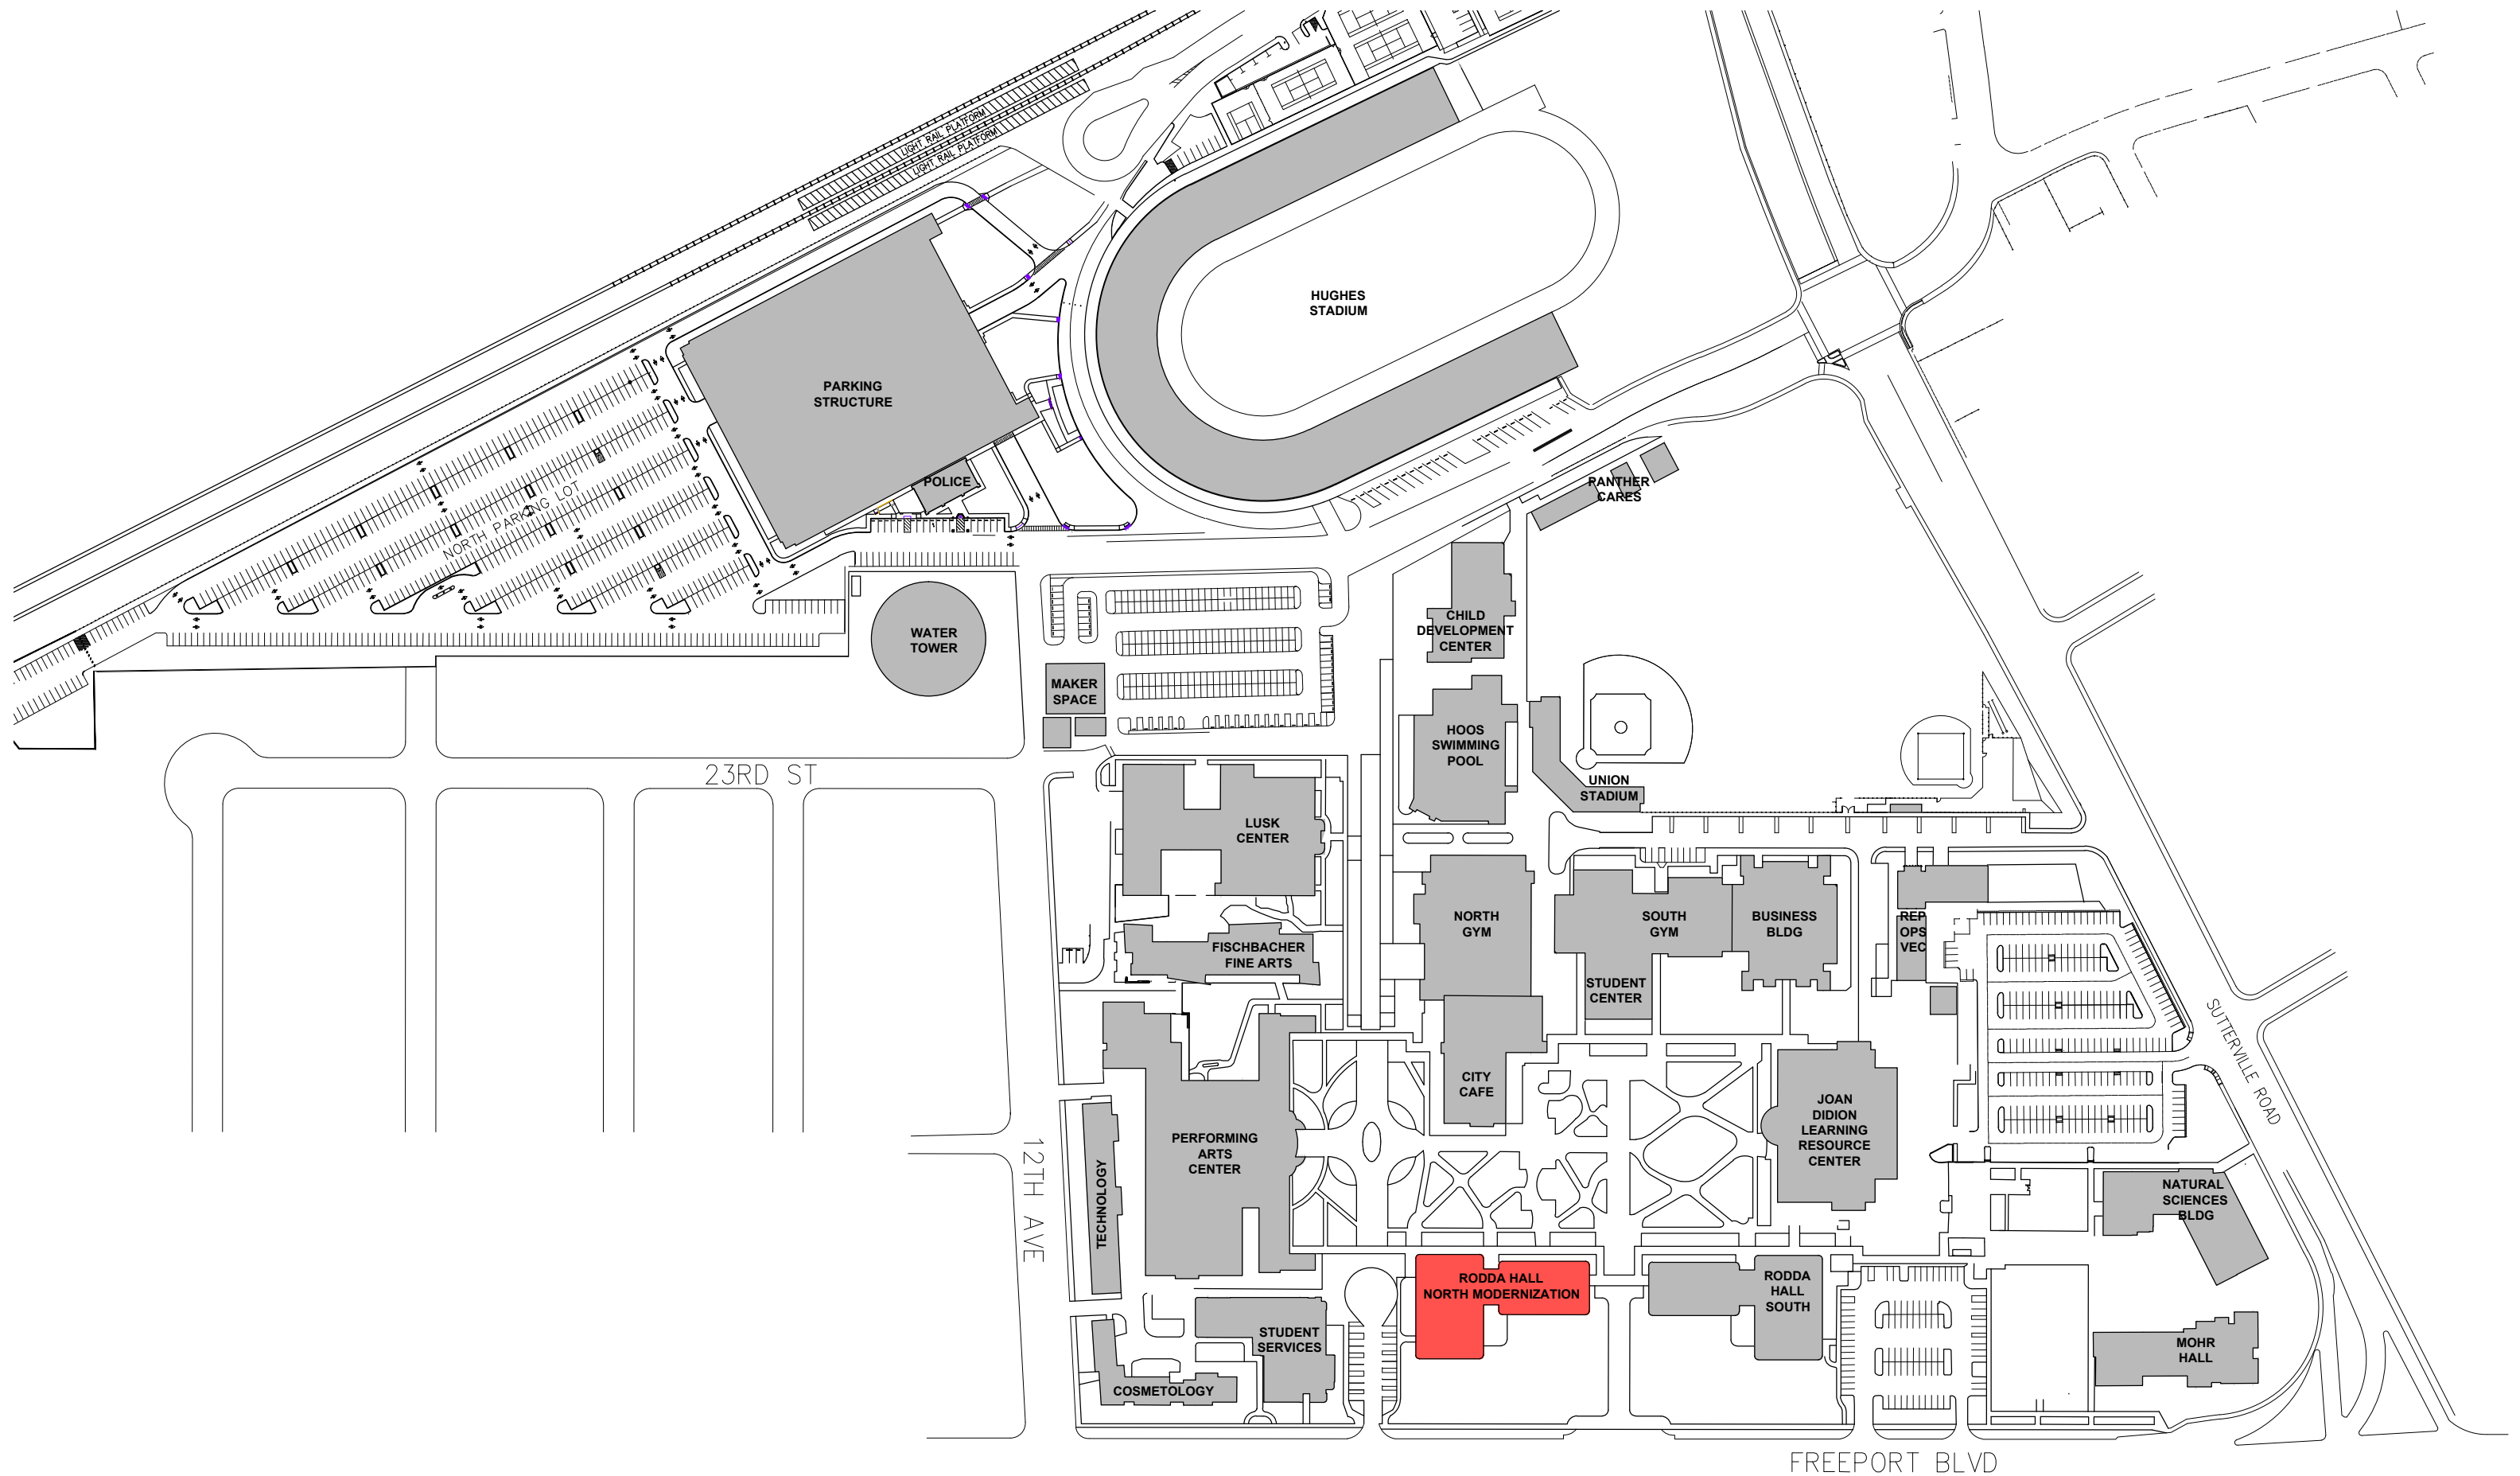 LIGHT RAIL PLATFORM
LIGHT RAIL PLATFORM
HUGHES
STADIUM
PARKING
STRUCTURE
POLICE
PANTHER
CARES
NORTH PARKING LOT
WATER
TOWER
CHILD
DEVELOPMENT
CENTER
MAKER
SPACE
HOOS
SWIMMING
POOL
23RD ST
UNION
STADIUM
LUSK
CENTER
NORTH
GYM
SOUTH
GYM
BUSINESS
BLDG
REP
OPS
VEC
FISCHBACHER
FINE ARTS
STUDENT
CENTER
SUTTERVILLE ROAD
CITY
CAFE
JOAN
DIDION
LEARNING
RESOURCE
CENTER
PERFORMING
ARTS
CENTER
12TH AVE
TECHNOLOGY
NATURAL
SCIENCES
BLDG
RODDA HALL
NORTH MODERNIZATION
RODDA
HALL
SOUTH
STUDENT
SERVICES
MOHR
HALL
COSMETOLOGY
FREEPORT BLVD